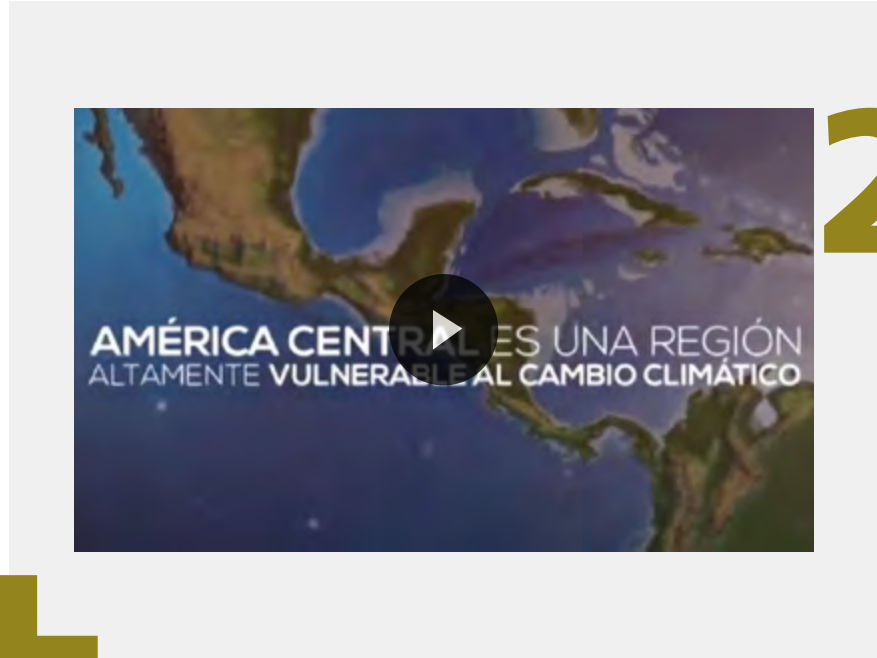 AMÉRICA CENTRAL ES UNA REGIÓN
ALTAMENTE VULNERABLE AL CAMBIO CLIMÁTICO
2